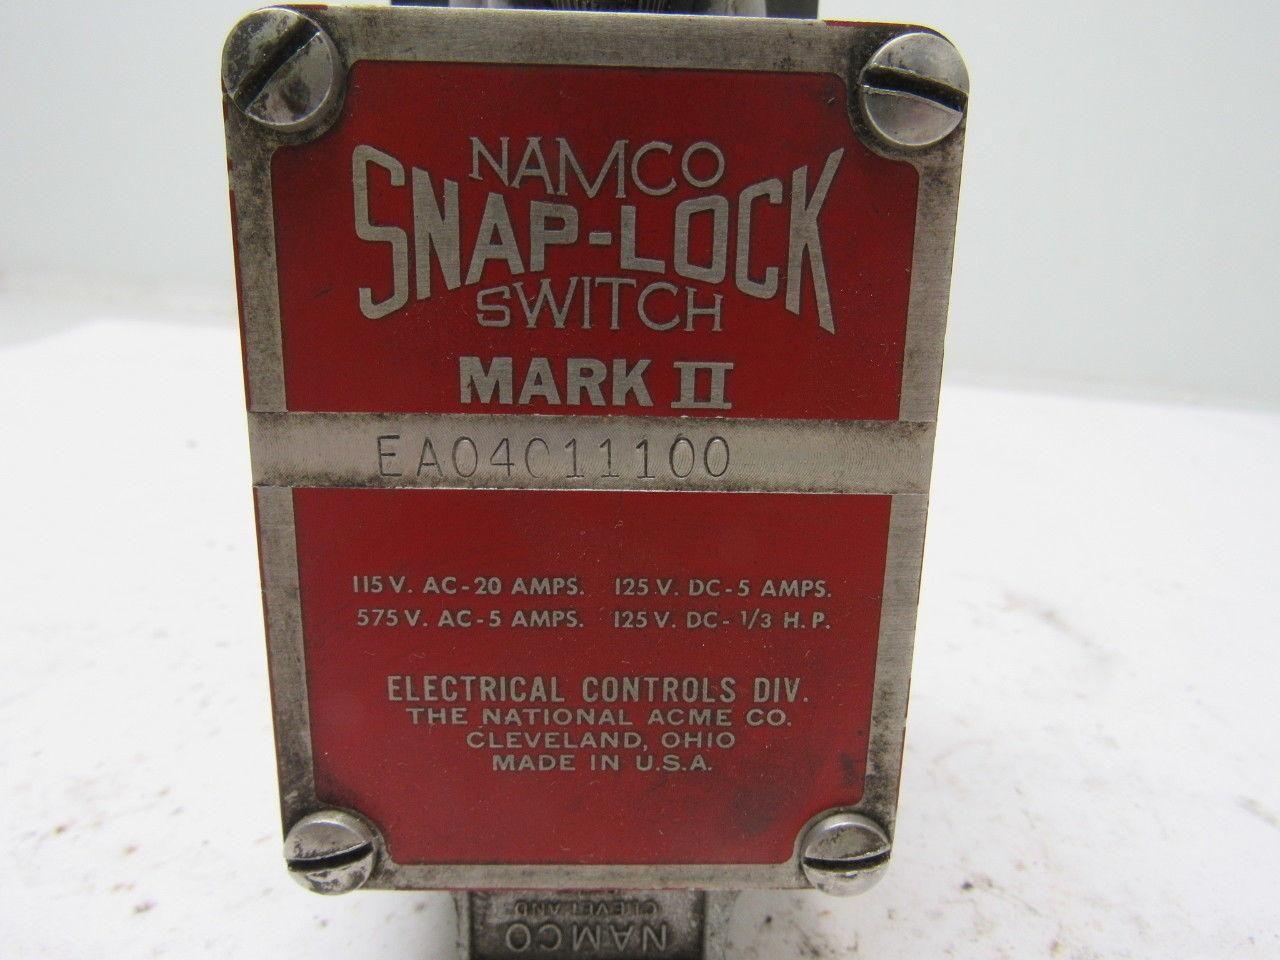 NAMCO
SNAP-LOCK
SWITCH
MARK II
EA04011100
115 V. AC-20 AMPS. 125 V. DC-5 AMPS.
575 V. AC-5 AMPS. 125 V. DC-1/3 H.P.
ELECTRICAL CONTROLS DIV.
THE NATIONAL ACME CO.
CLEVELAND, OHIO
MADE IN U.S.A.
CLEVELAND
NAMCO